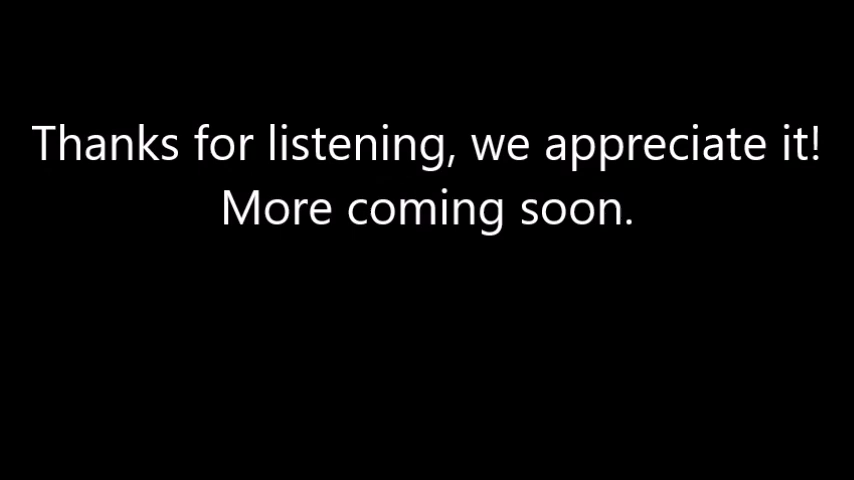 Thanks for listening, we appreciate it!
More coming soon.